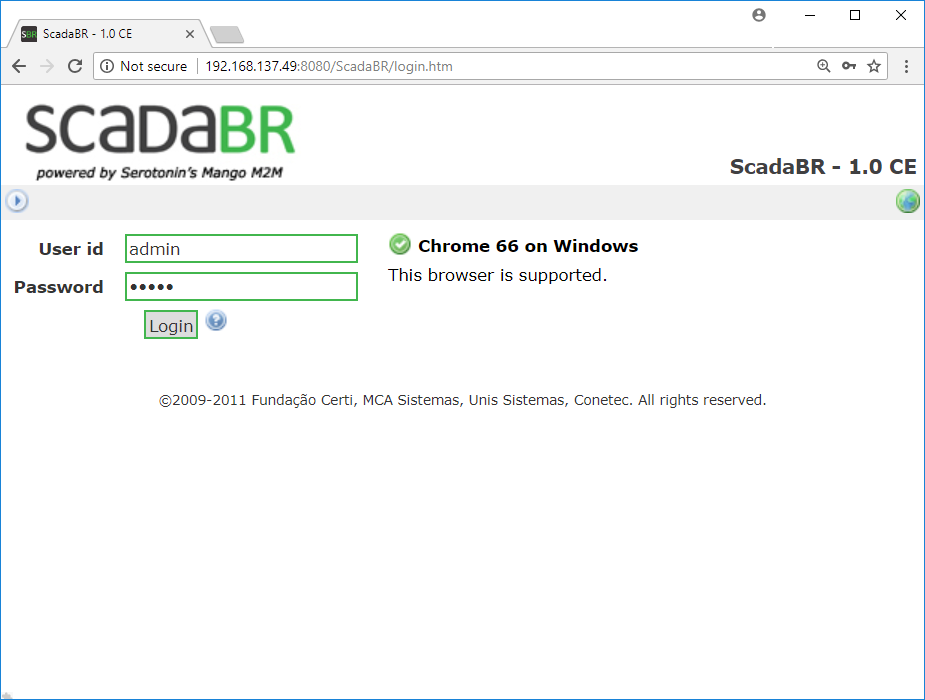 SBR ScadaBR - 1.0 CE
Not secure 192.168.137.49:8080/ScadaBR/login.htm
SCADABR
powered by Serotonin's Mango M2M
ScadaBR - 1.0 CE
User id admin
Chrome 66 on Windows
Password •••••
This browser is supported.
Login
©2009-2011 Fundação Certi, MCA Sistemas, Unis Sistemas, Conetec. All rights reserved.